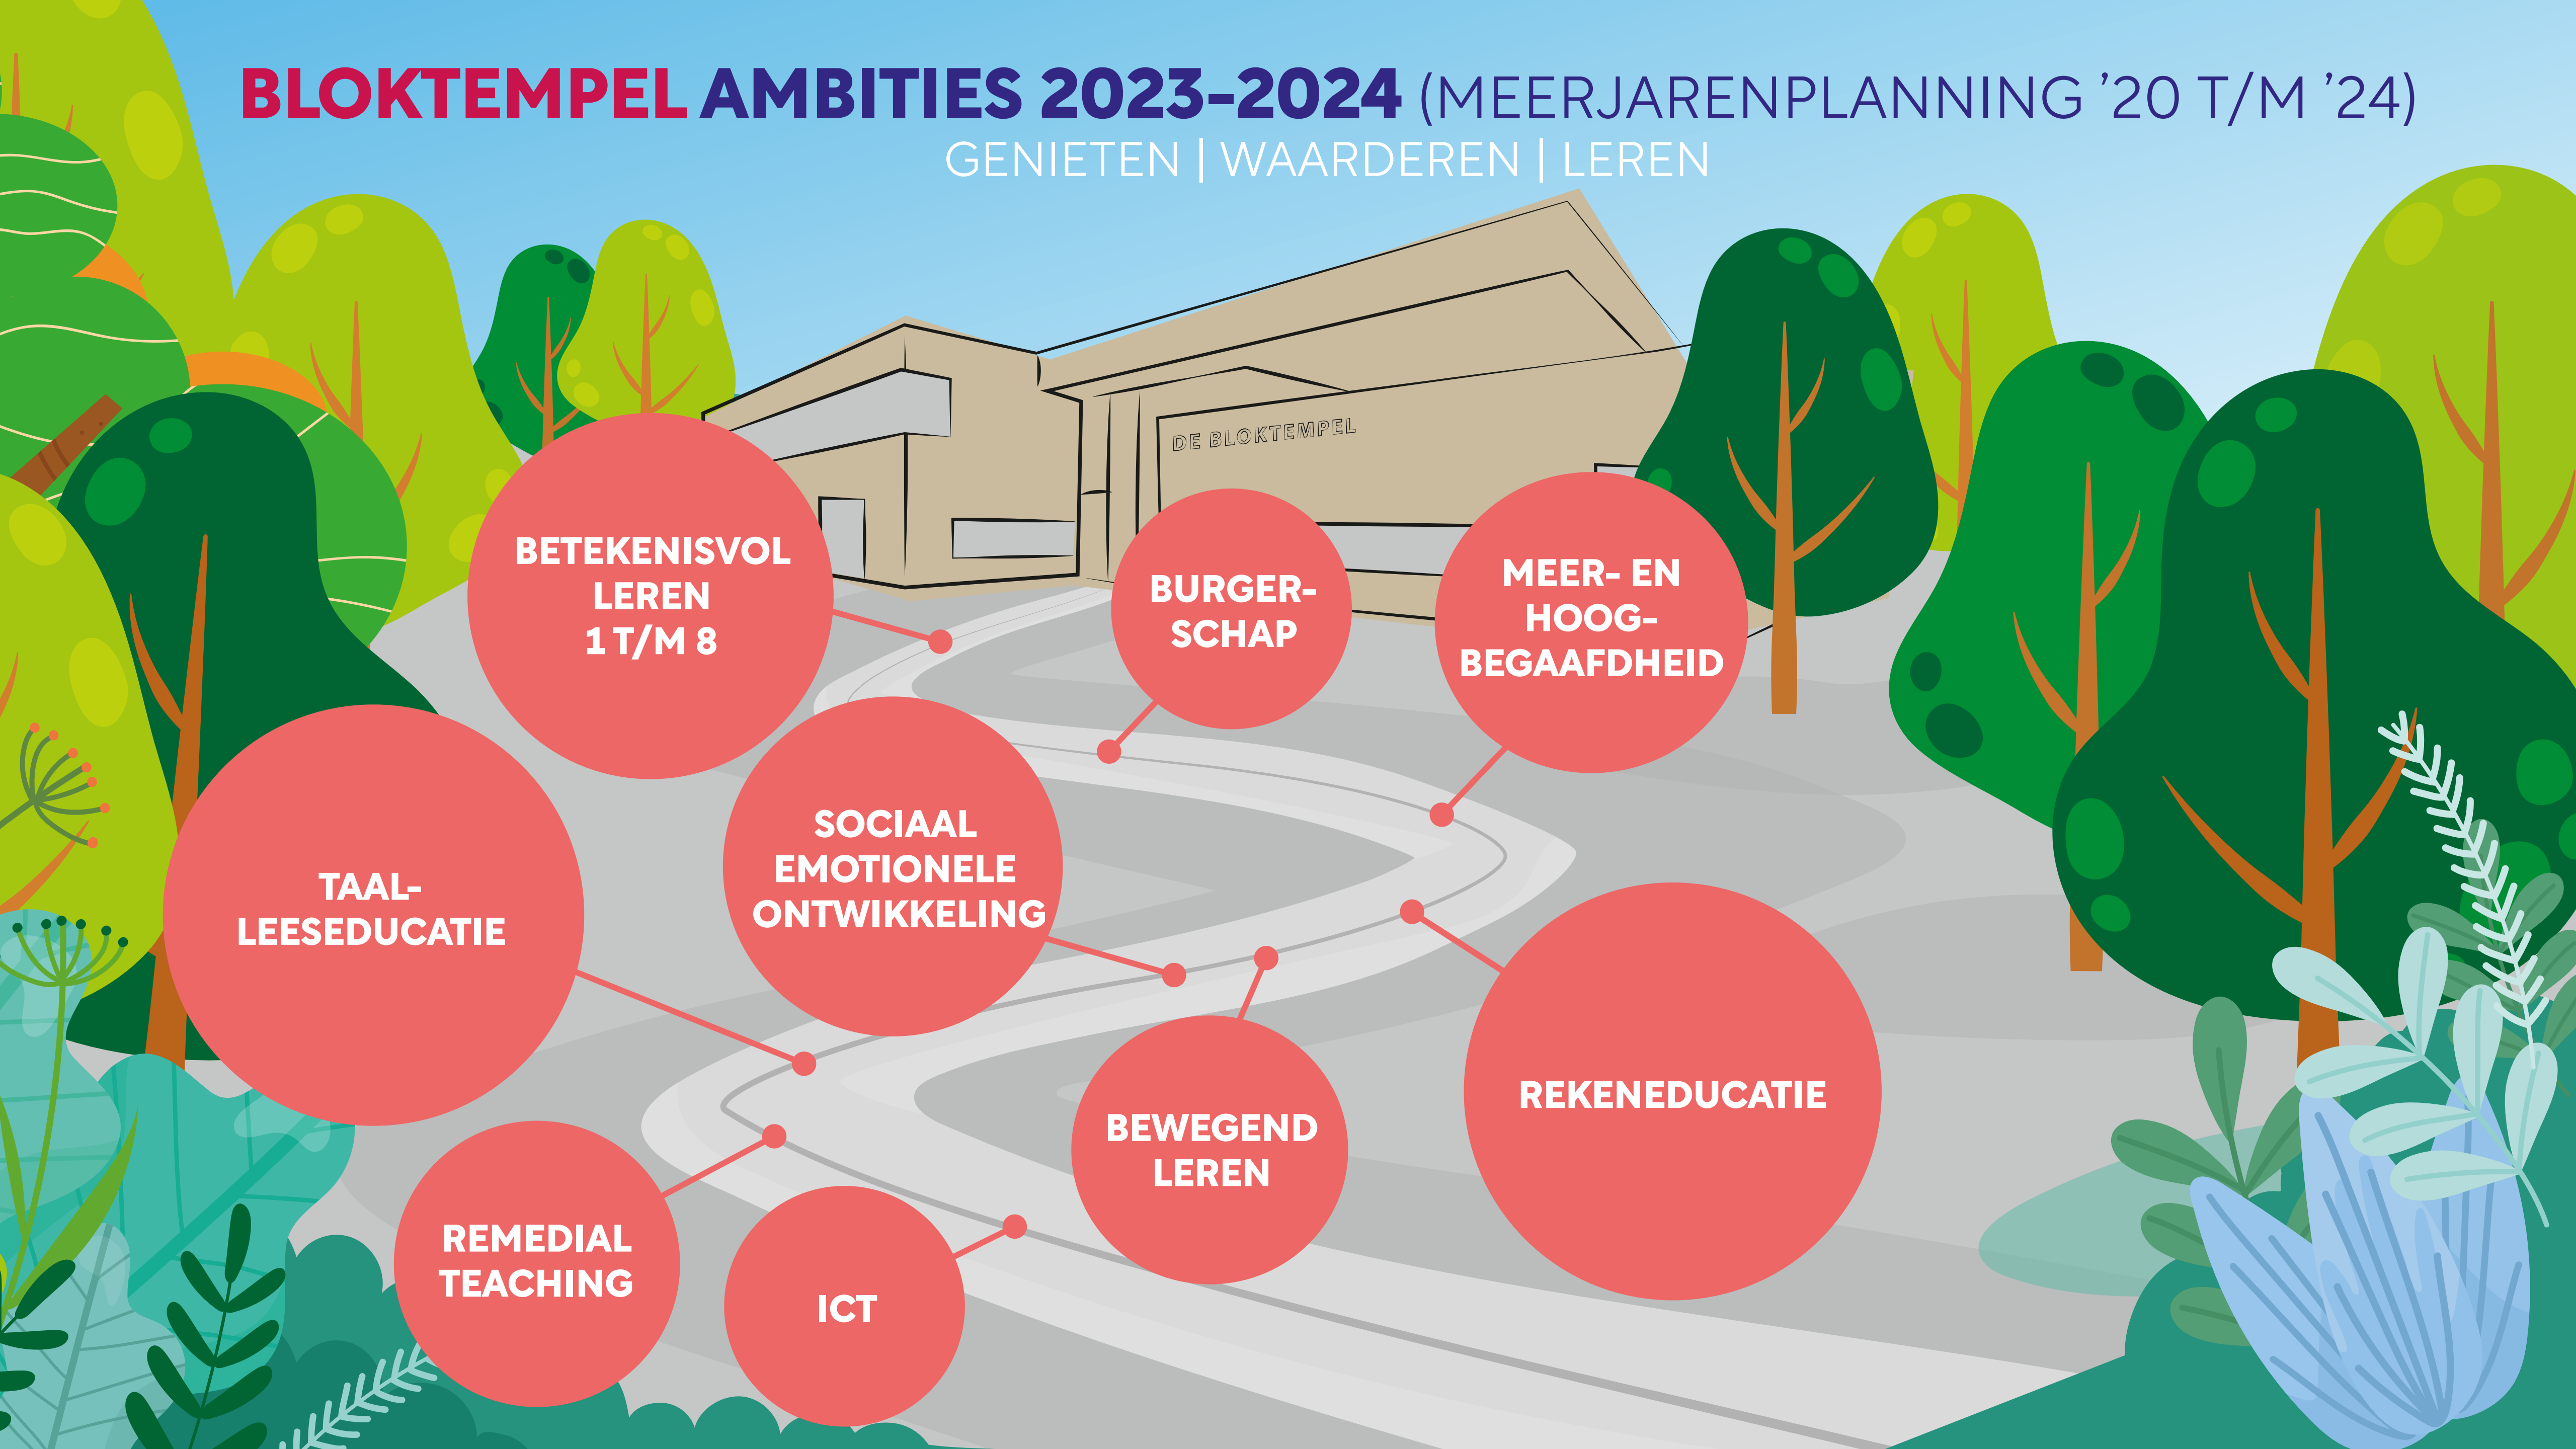 BLOKTEMPEL AMBITIES 2023-2024 (MEERJARENPLANNING ’20 T/M ’24)
GENIETEN | WAARDEREN | LEREN
DE BLOKTEMPEL
BETEKENISVOL
LEREN
1 T/M 8
BURGER-
SCHAP
MEER- EN
HOOG-
BEGAAFDHEID
TAAL-
LEESEDUCATIE
SOCIAAL
EMOTIONELE
ONTWIKKELING
REKENEDUCATIE
BEWEGEND
LEREN
REMEDIAL
TEACHING
ICT